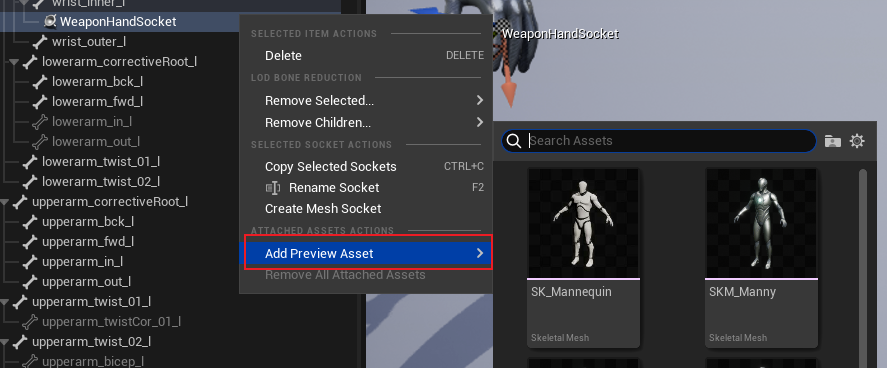 wrist_inner_l
WeaponHandSocket
wrist_outer_l
lowerarm_correctiveRoot_l
lowerarm_bck_l
lowerarm_fwd_l
lowerarm_in_l
lowerarm_out_l
lowerarm_twist_01_l
lowerarm_twist_02_l
upperarm_correctiveRoot_l
upperarm_bck_l
upperarm_fwd_l
upperarm_in_l
upperarm_out_l
upperarm_twist_01_l
upperarm_twistCor_01_l
upperarm_twist_02_l
upperarm_bicep_l
SELECTED ITEM ACTIONS
Delete DELETE
LOD BONE REDUCTION
Remove Selected...
Remove Children...
SELECTED SOCKET ACTIONS
Copy Selected Sockets CTRL+C
Rename Socket F2
Create Mesh Socket
ATTACHED ASSETS ACTIONS
Add Preview Asset
Remove All Attached Assets
WeaponHandSocket
Search Assets
SK_Mannequin
Skeletal Mesh
SKM_Manny
Skeletal Mesh